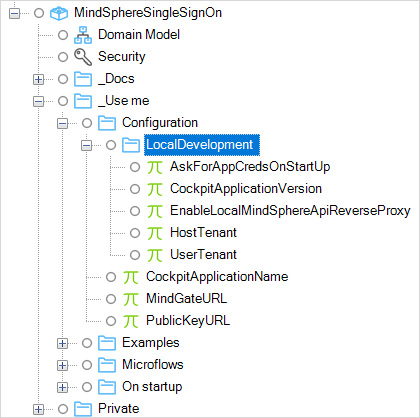 MindSphereSingleSignOn
Domain Model
Security
_Docs
_Use me
Configuration
LocalDevelopment
AskForAppCredsOnStartUp
CockpitApplicationVersion
EnableLocalMindSphereApiReverseProxy
HostTenant
UserTenant
CockpitApplicationName
MindGateURL
PublicKeyURL
Examples
Microflows
On startup
Private